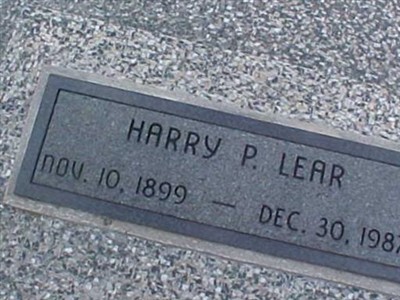 HARRY P. LEAR
NOV. 10, 1899 — DEC. 30, 1987